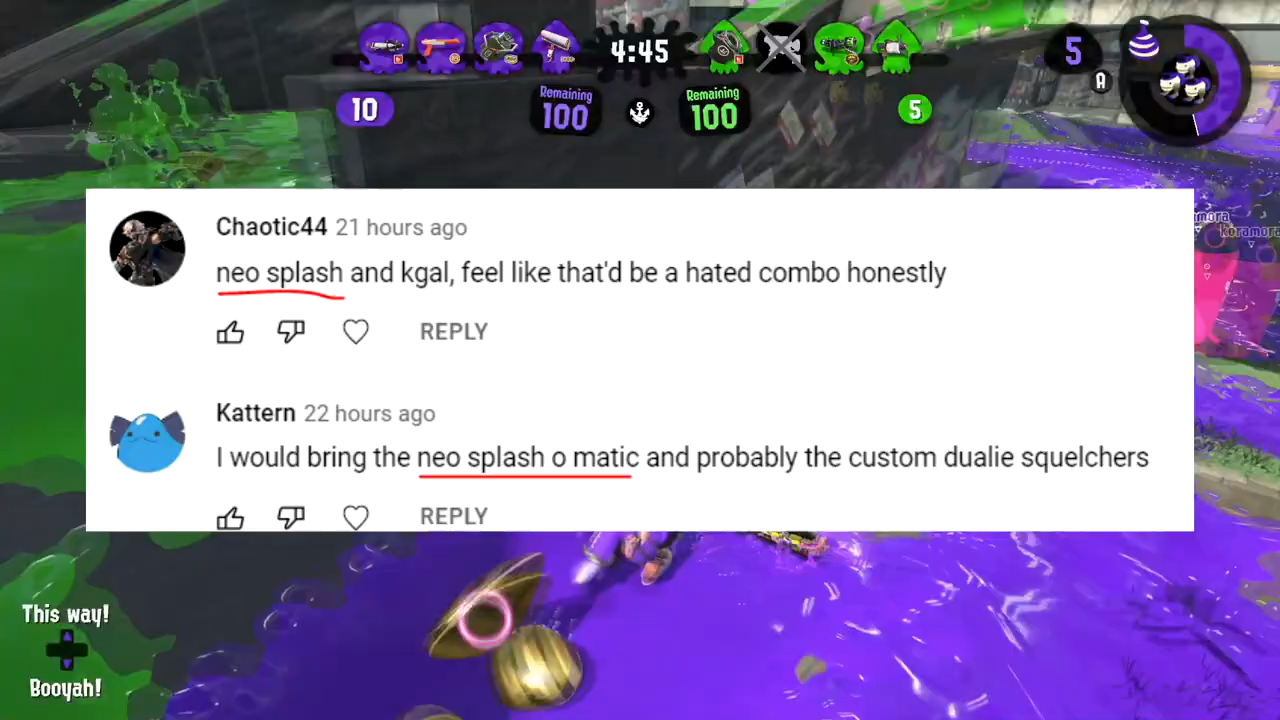 4:45
5
A
10
Remaining
100
Remaining
100
5
Chaotic44 21 hours ago
neo splash and kgal, feel like that'd be a hated combo honestly
REPLY
koramora
Kattern 22 hours ago
I would bring the neo splash o matic and probably the custom dualie squelchers
REPLY
This way!
Booyah!